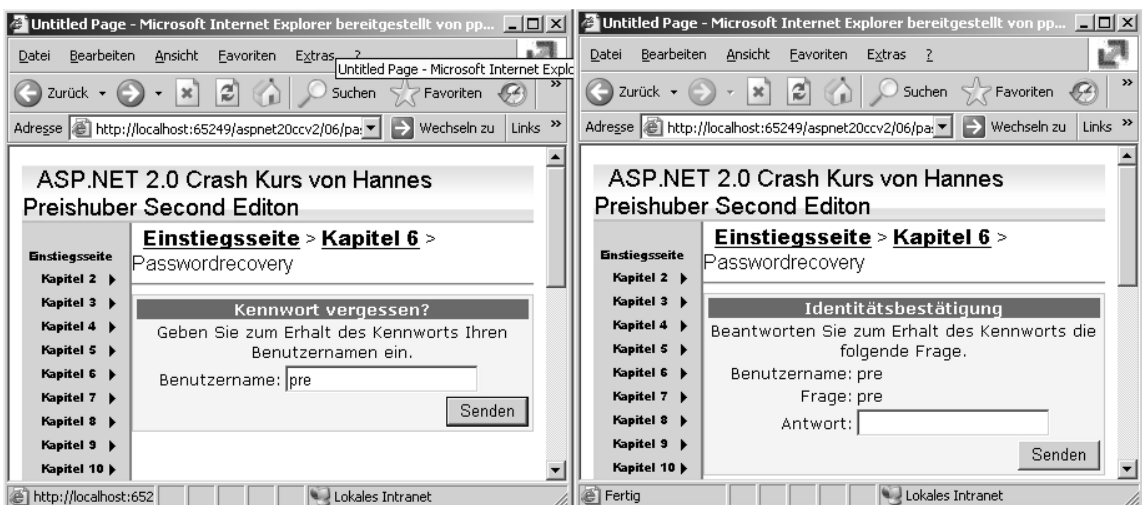 Untitled Page - Microsoft Internet Explorer bereitgestellt von pp...
Datei Bearbeiten Ansicht Favoriten Extras ?
Untitled Page - Microsoft Internet Explo
Zurück Suchen Favoriten »
Adresse http://localhost:65249/aspnet20ccv2/06/pa: Wechseln zu Links »
ASP.NET 2.0 Crash Kurs von Hannes
Preishuber Second Editon
Einstiegsseite > Kapitel 6 >
Passwordrecovery
Einstiegsseite
Kapitel 2
Kapitel 3
Kapitel 4
Kapitel 5
Kapitel 6
Kapitel 7
Kapitel 8
Kapitel 9
Kapitel 10
Kennwort vergessen?
Geben Sie zum Erhalt des Kennworts Ihren
Benutzernamen ein.
Benutzername: pre
Senden
http://localhost:652 Lokales Intranet
Untitled Page - Microsoft Internet Explorer bereitgestellt von pp...
Datei Bearbeiten Ansicht Favoriten Extras ?
Zurück Suchen Favoriten »
Adresse http://localhost:65249/aspnet20ccv2/06/pa: Wechseln zu Links »
ASP.NET 2.0 Crash Kurs von Hannes
Preishuber Second Editon
Einstiegsseite > Kapitel 6 >
Passwordrecovery
Einstiegsseite
Kapitel 2
Kapitel 3
Kapitel 4
Kapitel 5
Kapitel 6
Kapitel 7
Kapitel 8
Kapitel 9
Kapitel 10
Identitätsbestätigung
Beantworten Sie zum Erhalt des Kennworts die
folgende Frage.
Benutzername: pre
Frage: pre
Antwort:
Senden
Fertig Lokales Intranet